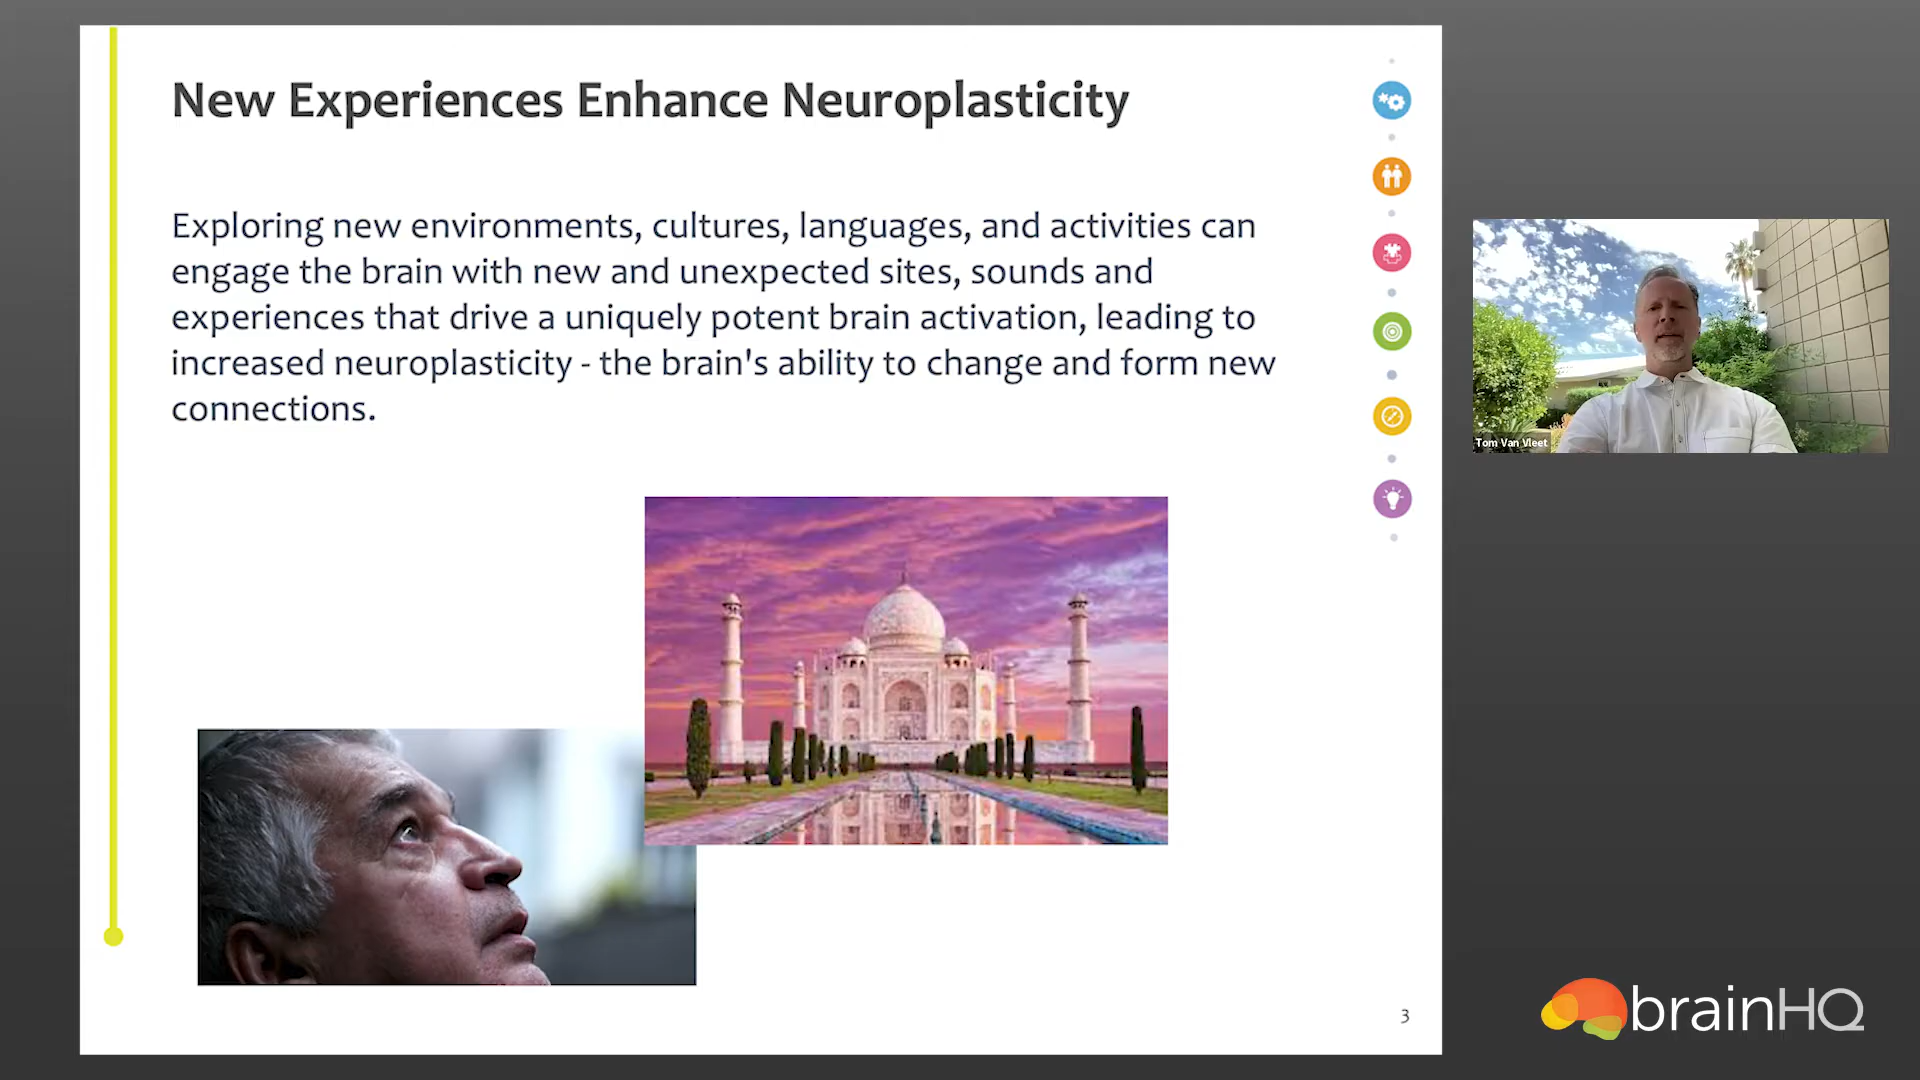 New Experiences Enhance Neuroplasticity
Exploring new environments, cultures, languages, and activities can
engage the brain with new and unexpected sites, sounds and
experiences that drive a uniquely potent brain activation, leading to
increased neuroplasticity - the brain's ability to change and form new
connections.
Tom Van Vleet
3
brainHQ